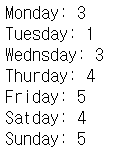 Monday: 3
Tuesday: 1
Wednsday: 3
Thurday: 4
Friday: 5
Satday: 4
Sunday: 5